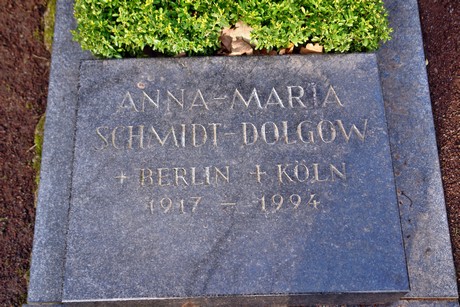 ANNA-MARIA
SCHMIDT-DOLGOW
+ BERLIN + KÖLN
1917 - 1994